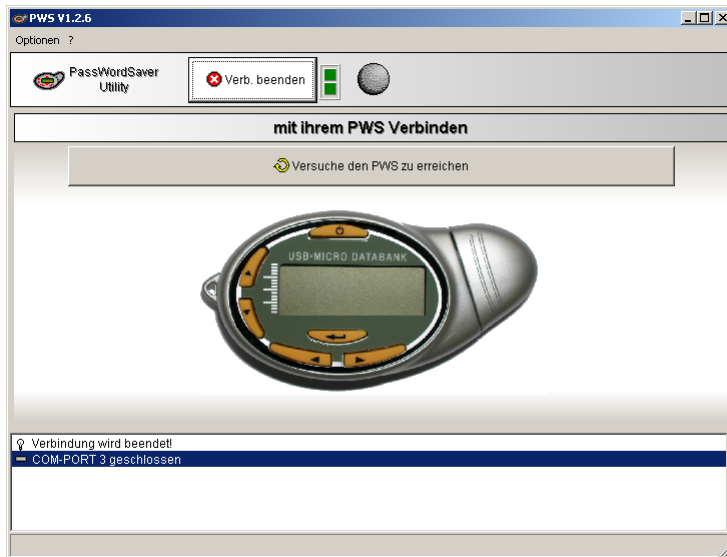 PWS V1.2.6
Optionen ?
PassWordSaver
Utility
Verb. beenden
mit ihrem PWS Verbinden
Versuche den PWS zu erreichen
USB-MICRO DATABANK
Verbindung wird beendet!
COM-PORT 3 geschlossen